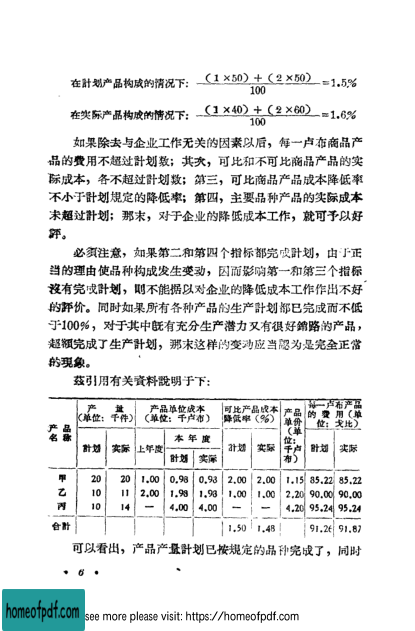 在計划产品构成的情况下： (1×50)＋(2×50) / 100 ＝1.5%
在实际产品构成的情况下： (1×40)＋(2×60) / 100 ＝1.6%
如果除去与企业工作无关的因素以后，每一卢布商品产
品的费用不超过計划数；其次，可比和不可比商品产品的实
际成本，各不超过計划数；第三，可比商品产品成本降低率
不小于計划規定的降低率；第四，主要品种产品的实际成本
未超过計划；那末，对于企业的降低成本工作，就可予以好
評。
必須注意，如果第二和第四个指标都完成計划，由于正
当的理由使品种构成发生变动，因而影响第一和第三个指标
沒有完成計划，則不能据以对企业的降低成本工作作出不好
的評价。同时如果所有各种产品的生产計划都已完成而不低
于100%，对于其中既有充分生产潛力又有很好銷路的产品，
超額完成了生产計划，那末这样的变动应当認为是完全正常
的現象。
茲引用有关資料說明于下：
产品名称 产量(单位：千件) 产品单位成本(单位：千卢布) 可比产品成本降低率(%) 产品单价(单位：千卢布) 每一卢布产品的費用(单位：戈比)
計划 实际 上年度 本年度 計划 实际 計划 实际
計划 实际
甲 20 20 1.00 0.98 0.98 2.00 2.00 1.15 85.22 85.22
乙 10 11 2.00 1.98 1.98 1.00 1.00 2.20 90.00 90.00
丙 10 14 — 4.00 4.00 — — 4.20 95.24 95.24
合計 1.50 1.48 91.26 91.87
可以看出，产品产量計划已按規定的品种完成了，同时
• 6 •
homeofpdf.com
see more please visit: https://homeofpdf.com